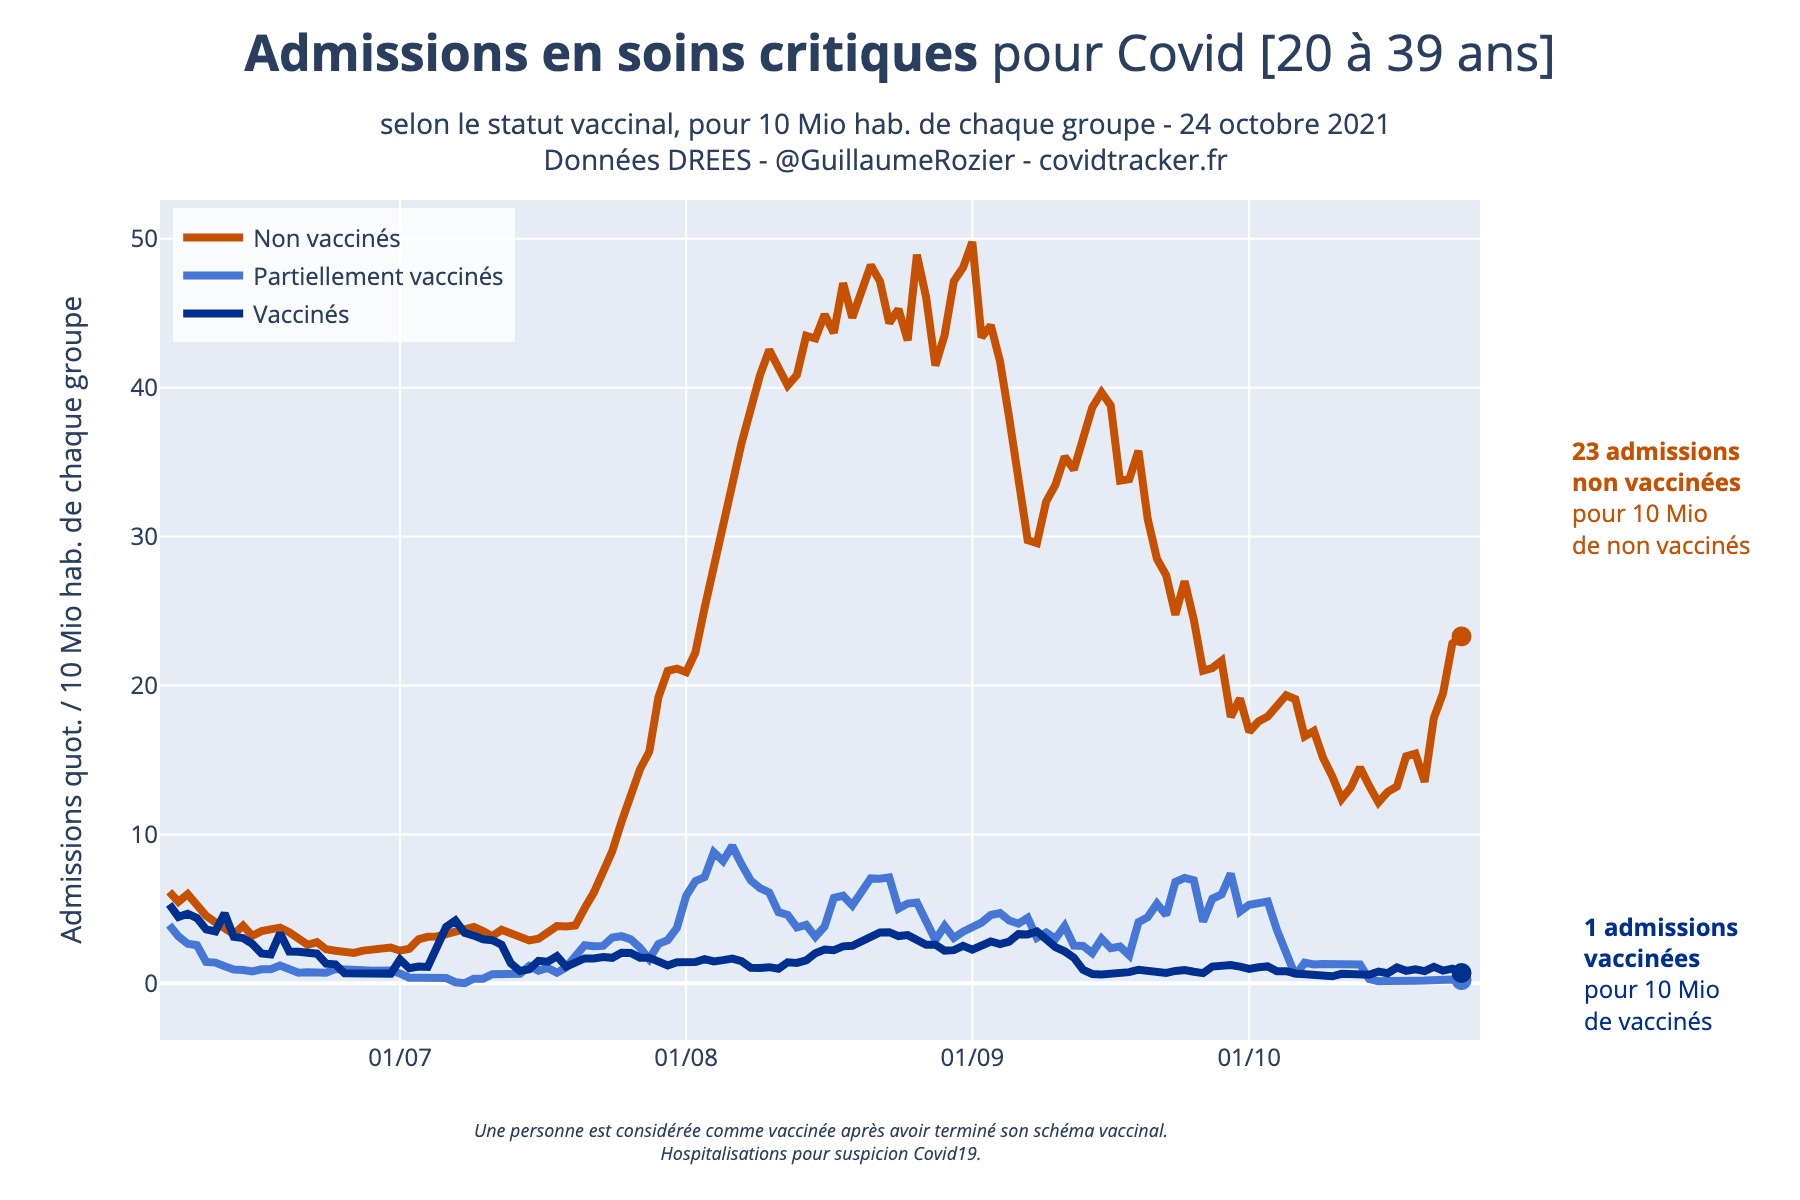 Admissions en soins critiques pour Covid [20 à 39 ans]
selon le statut vaccinal, pour 10 Mio hab. de chaque groupe - 24 octobre 2021
Données DREES - @GuillaumeRozier - covidtracker.fr
Non vaccinés
Partiellement vaccinés
Vaccinés
Admissions quot. / 10 Mio hab. de chaque groupe
50
40
30
20
10
0
01/07
01/08
01/09
01/10
23 admissions
non vaccinées
pour 10 Mio
de non vaccinés
1 admissions
vaccinées
pour 10 Mio
de vaccinés
Une personne est considérée comme vaccinée après avoir terminé son schéma vaccinal.
Hospitalisations pour suspicion Covid19.